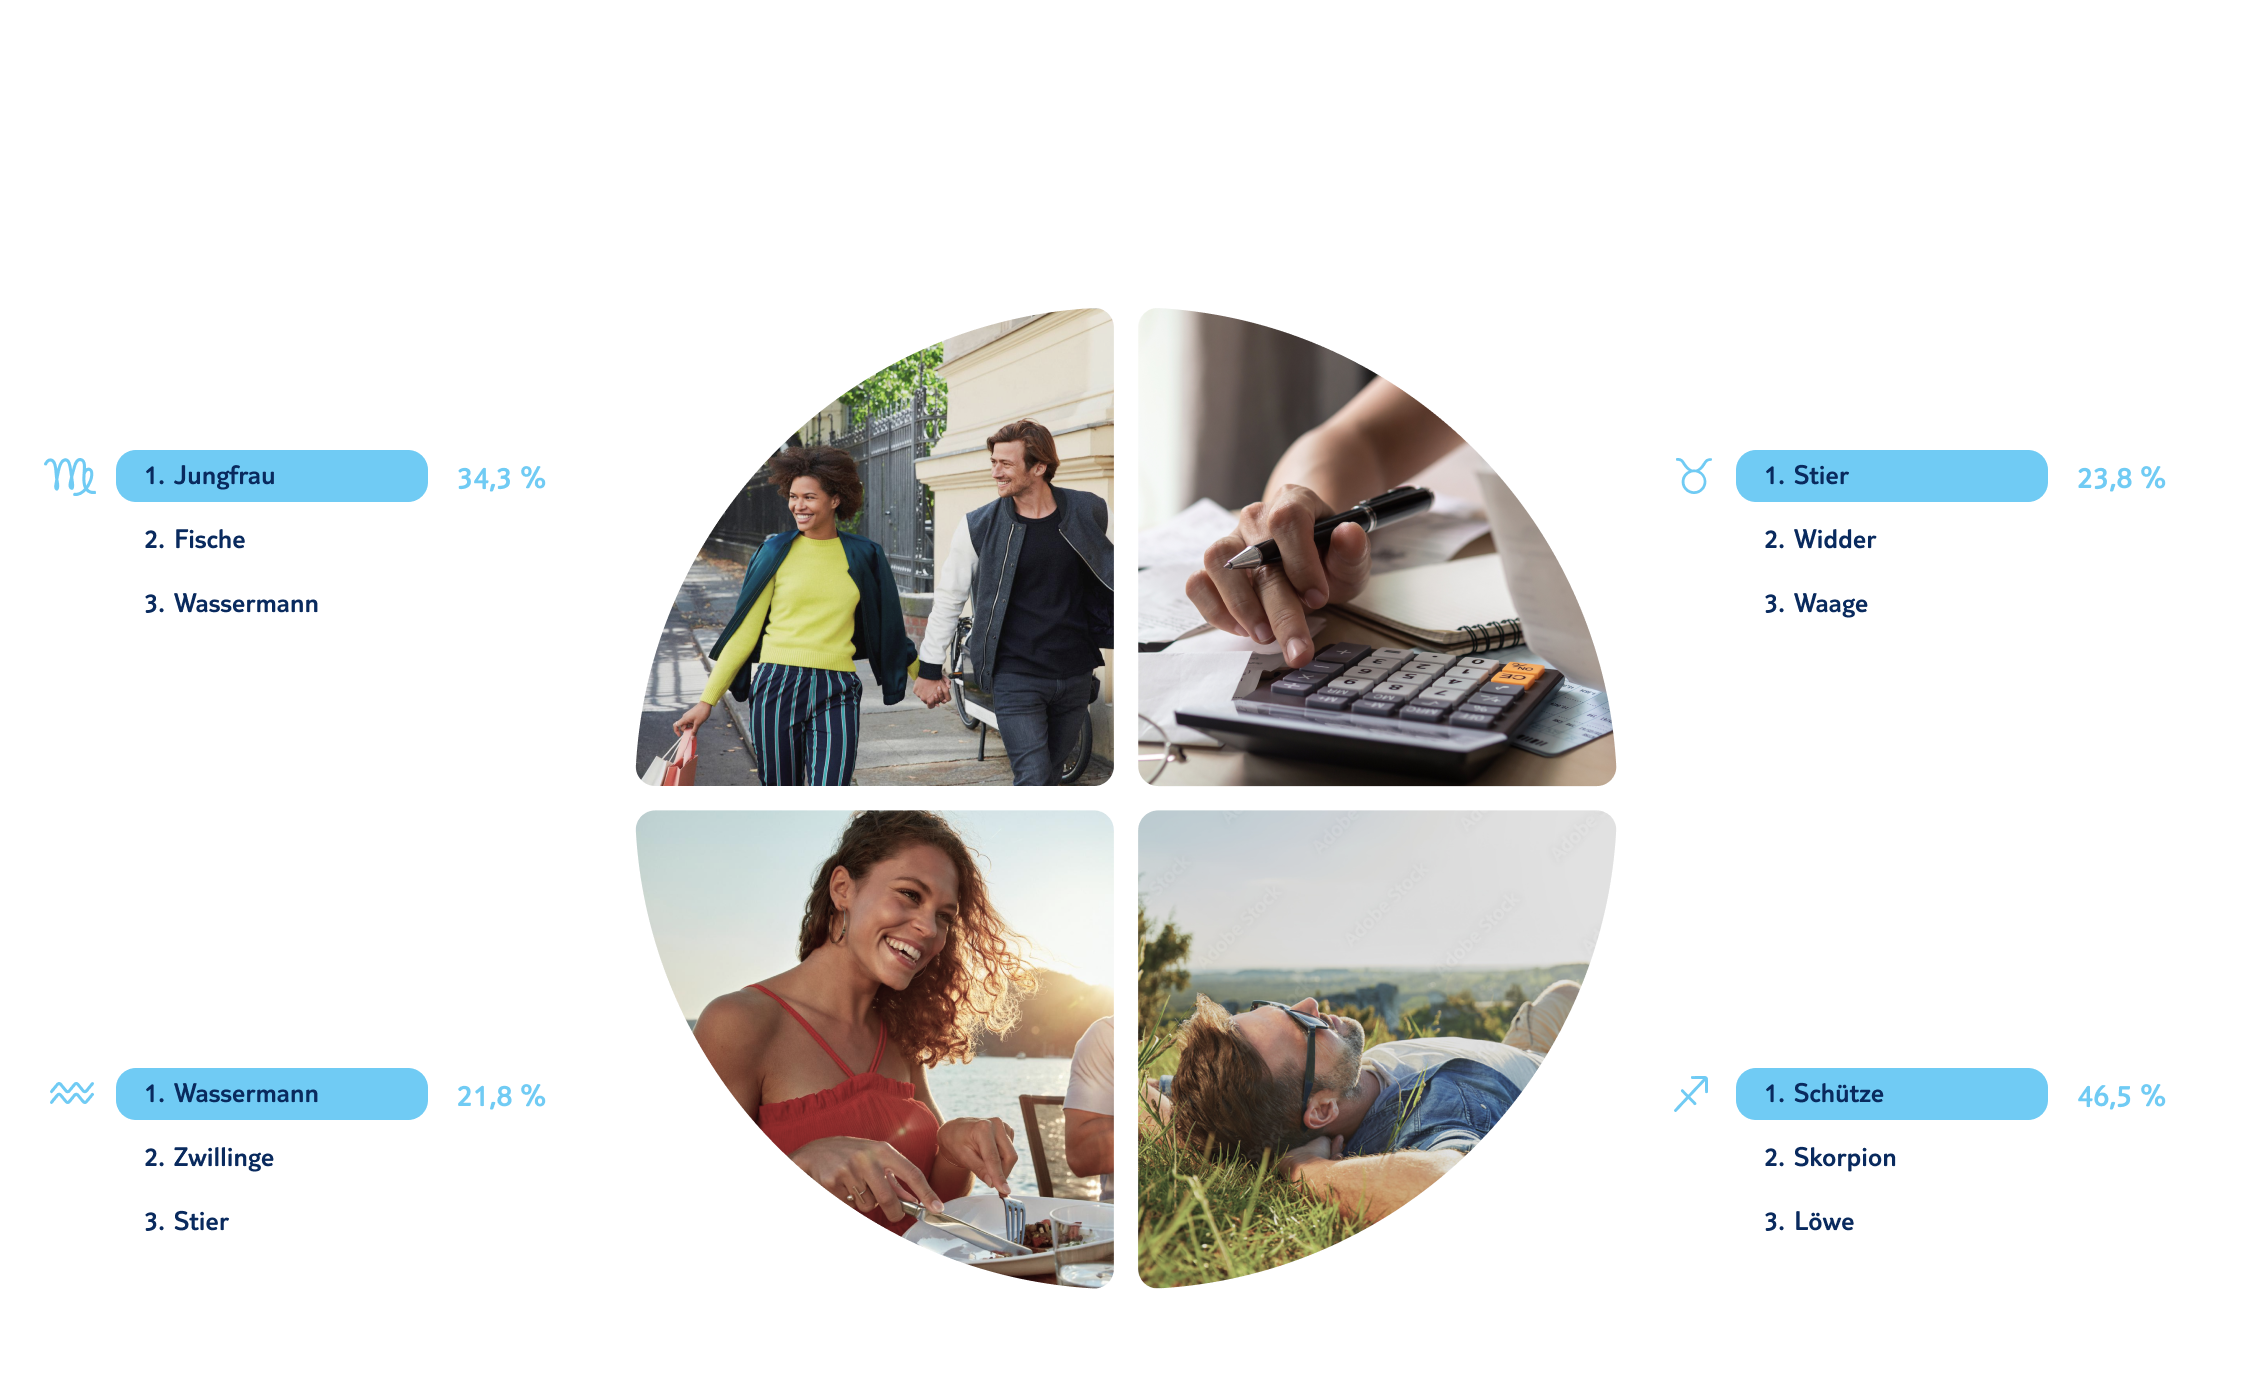 1. Jungfrau 34,3 %
2. Fische
3. Wassermann
1. Stier 23,8 %
2. Widder
3. Waage
1. Wassermann 21,8 %
2. Zwillinge
3. Stier
1. Schütze 46,5 %
2. Skorpion
3. Löwe